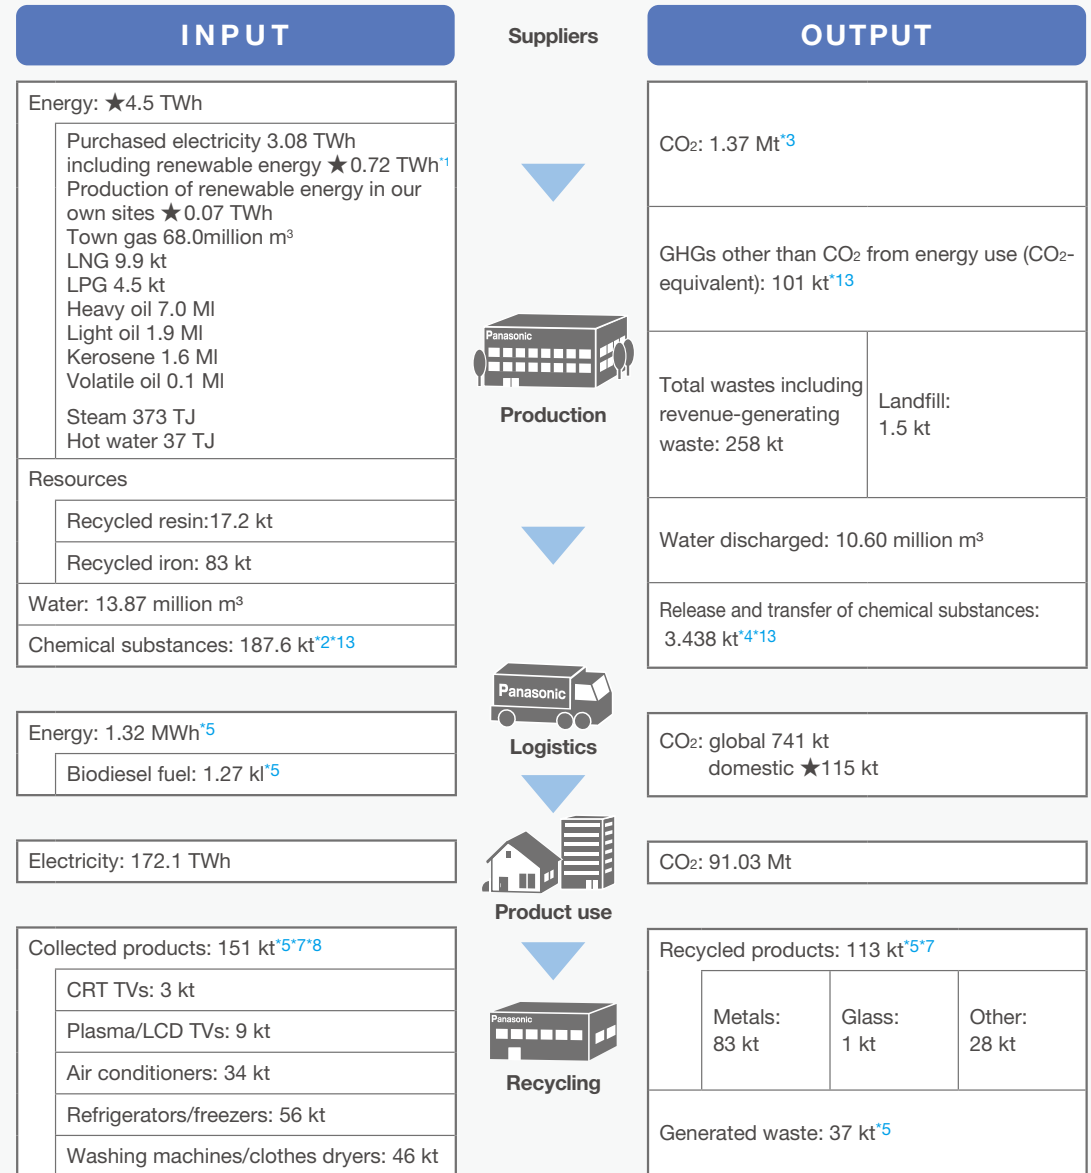 INPUT
Suppliers
OUTPUT
Energy: ★4.5 TWh
Purchased electricity 3.08 TWh
including renewable energy ★0.72 TWh*1
Production of renewable energy in our
own sites ★0.07 TWh
Town gas 68.0million m³
LNG 9.9 kt
LPG 4.5 kt
Heavy oil 7.0 Ml
Light oil 1.9 Ml
Kerosene 1.6 Ml
Volatile oil 0.1 Ml
Steam 373 TJ
Hot water 37 TJ
Resources
Recycled resin:17.2 kt
Recycled iron: 83 kt
Water: 13.87 million m³
Chemical substances: 187.6 kt*2*13
Panasonic
Production
CO2: 1.37 Mt*3
GHGs other than CO2 from energy use (CO2-
equivalent): 101 kt*13
Total wastes including
revenue-generating
waste: 258 kt
Landfill:
1.5 kt
Water discharged: 10.60 million m³
Release and transfer of chemical substances:
3.438 kt*4*13
Energy: 1.32 MWh*5
Biodiesel fuel: 1.27 kl*5
Panasonic
Logistics
CO2: global 741 kt
domestic ★115 kt
Electricity: 172.1 TWh
Product use
CO2: 91.03 Mt
Collected products: 151 kt*5*7*8
CRT TVs: 3 kt
Plasma/LCD TVs: 9 kt
Air conditioners: 34 kt
Refrigerators/freezers: 56 kt
Washing machines/clothes dryers: 46 kt
Panasonic
Recycling
Recycled products: 113 kt*5*7
Metals:
83 kt
Glass:
1 kt
Other:
28 kt
Generated waste: 37 kt*5